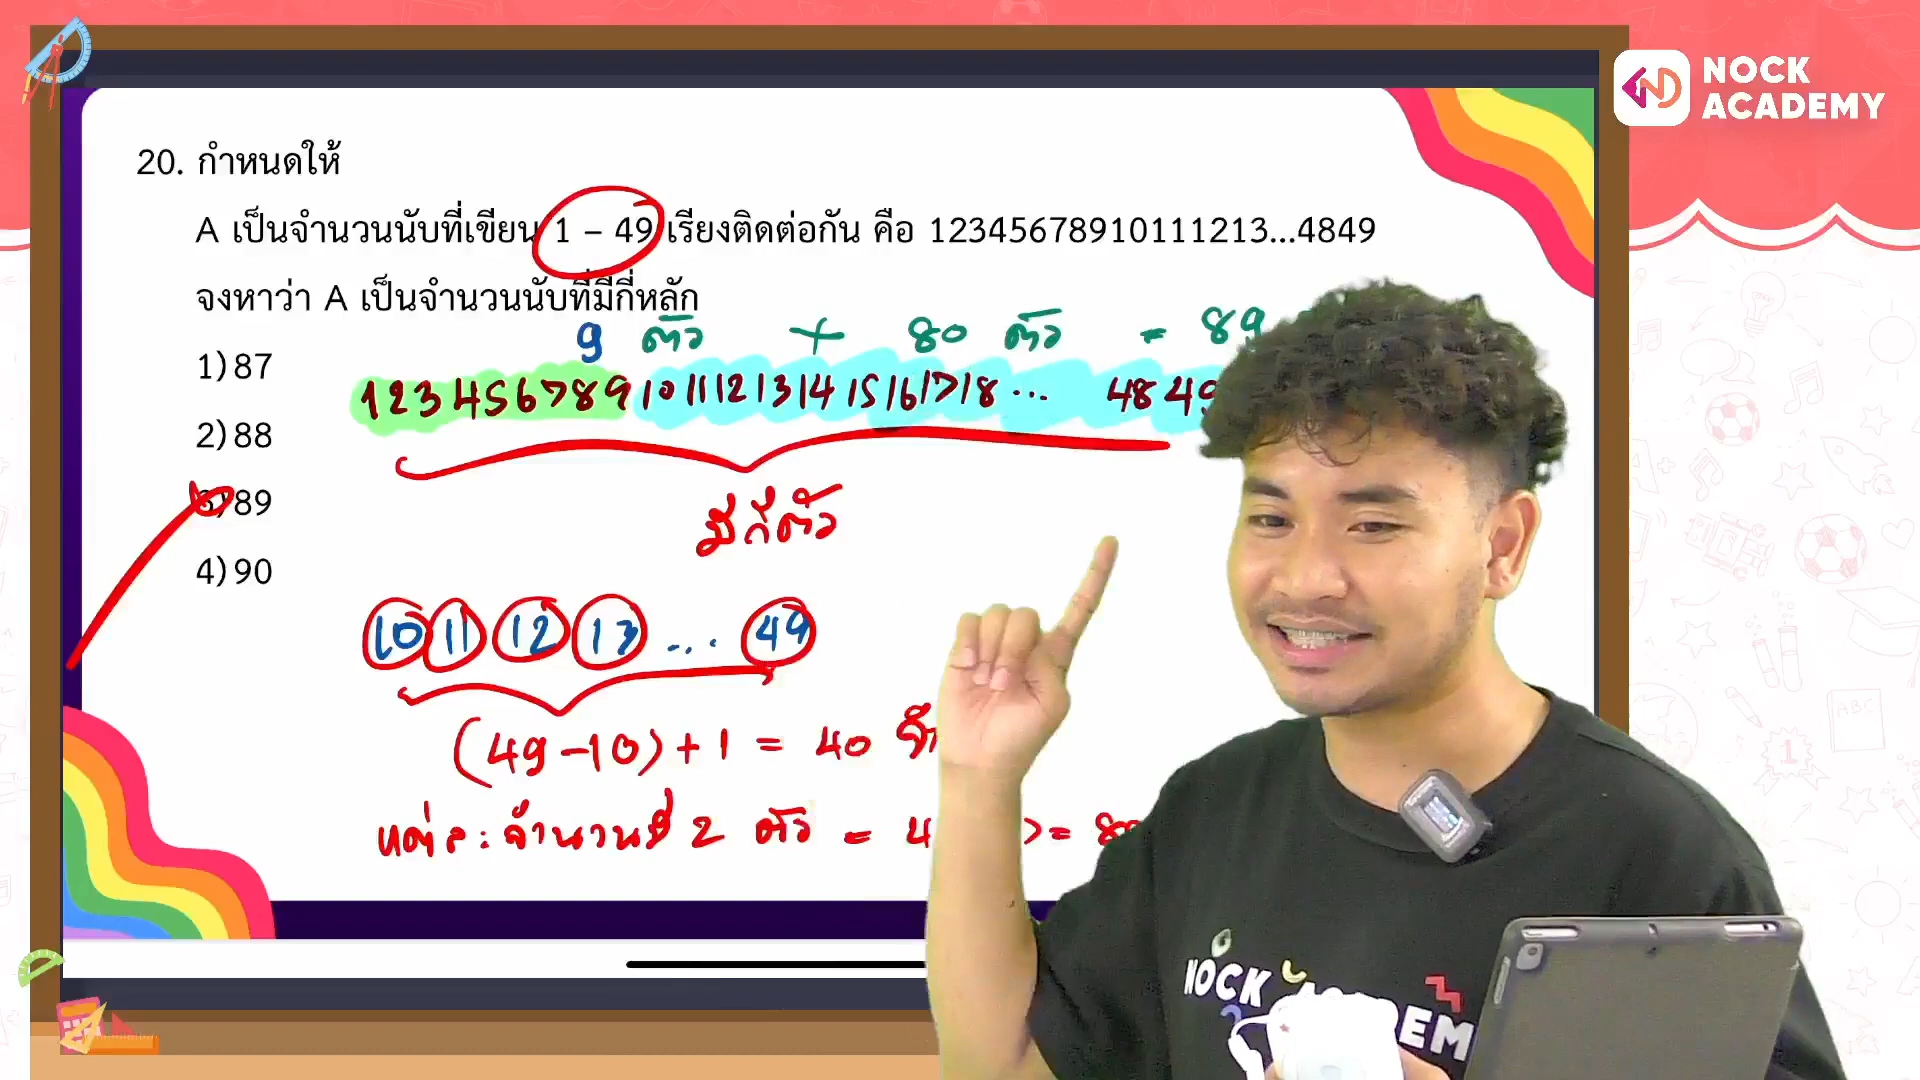 NOCK
ACADEMY
20. กำหนดให้
A เป็นจำนวนนับที่เขียน 1 – 49 เรียงติดต่อกัน คือ 12345678910111213...4849
จงหาว่า A เป็นจำนวนนับที่มีกี่หลัก
9 ตัว + 80 ตัว = 89
1) 87
123456789101112131415161718... 4849
2) 88
3) 89
มีกี่ตัว
4) 90
10 11 12 13 ... 49
(49-10)+1 = 40
แต่ละจำนวนมี 2 ตัว = 4
NOCK